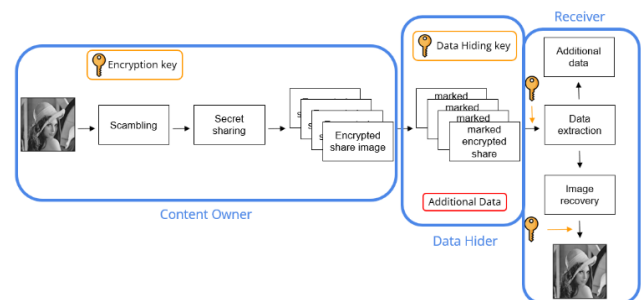 Receiver
Encryption key
Data Hiding key
Additional
data
Scambling
Secret
sharing
Encrypted
share image
marked
marked
marked
marked
encrypted
share
Data
extraction
Image
recovery
Additional Data
Content Owner
Data Hider